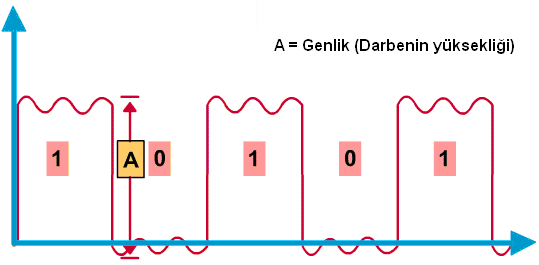 A = Genlik (Darbenin yüksekliği)
1 A 0 1 0 1